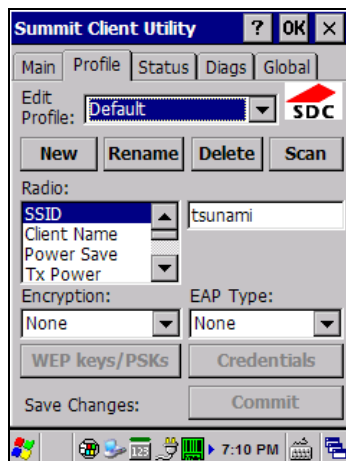 Summit Client Utility ? OK ×
Main Profile Status Diags Global
Edit
Profile: Default
SDC
New Rename Delete Scan
Radio:
SSID tsunami
Client Name
Power Save
Tx Power
Encryption: EAP Type:
None None
WEP keys/PSKs Credentials
Save Changes: Commit
123 7:10 PM